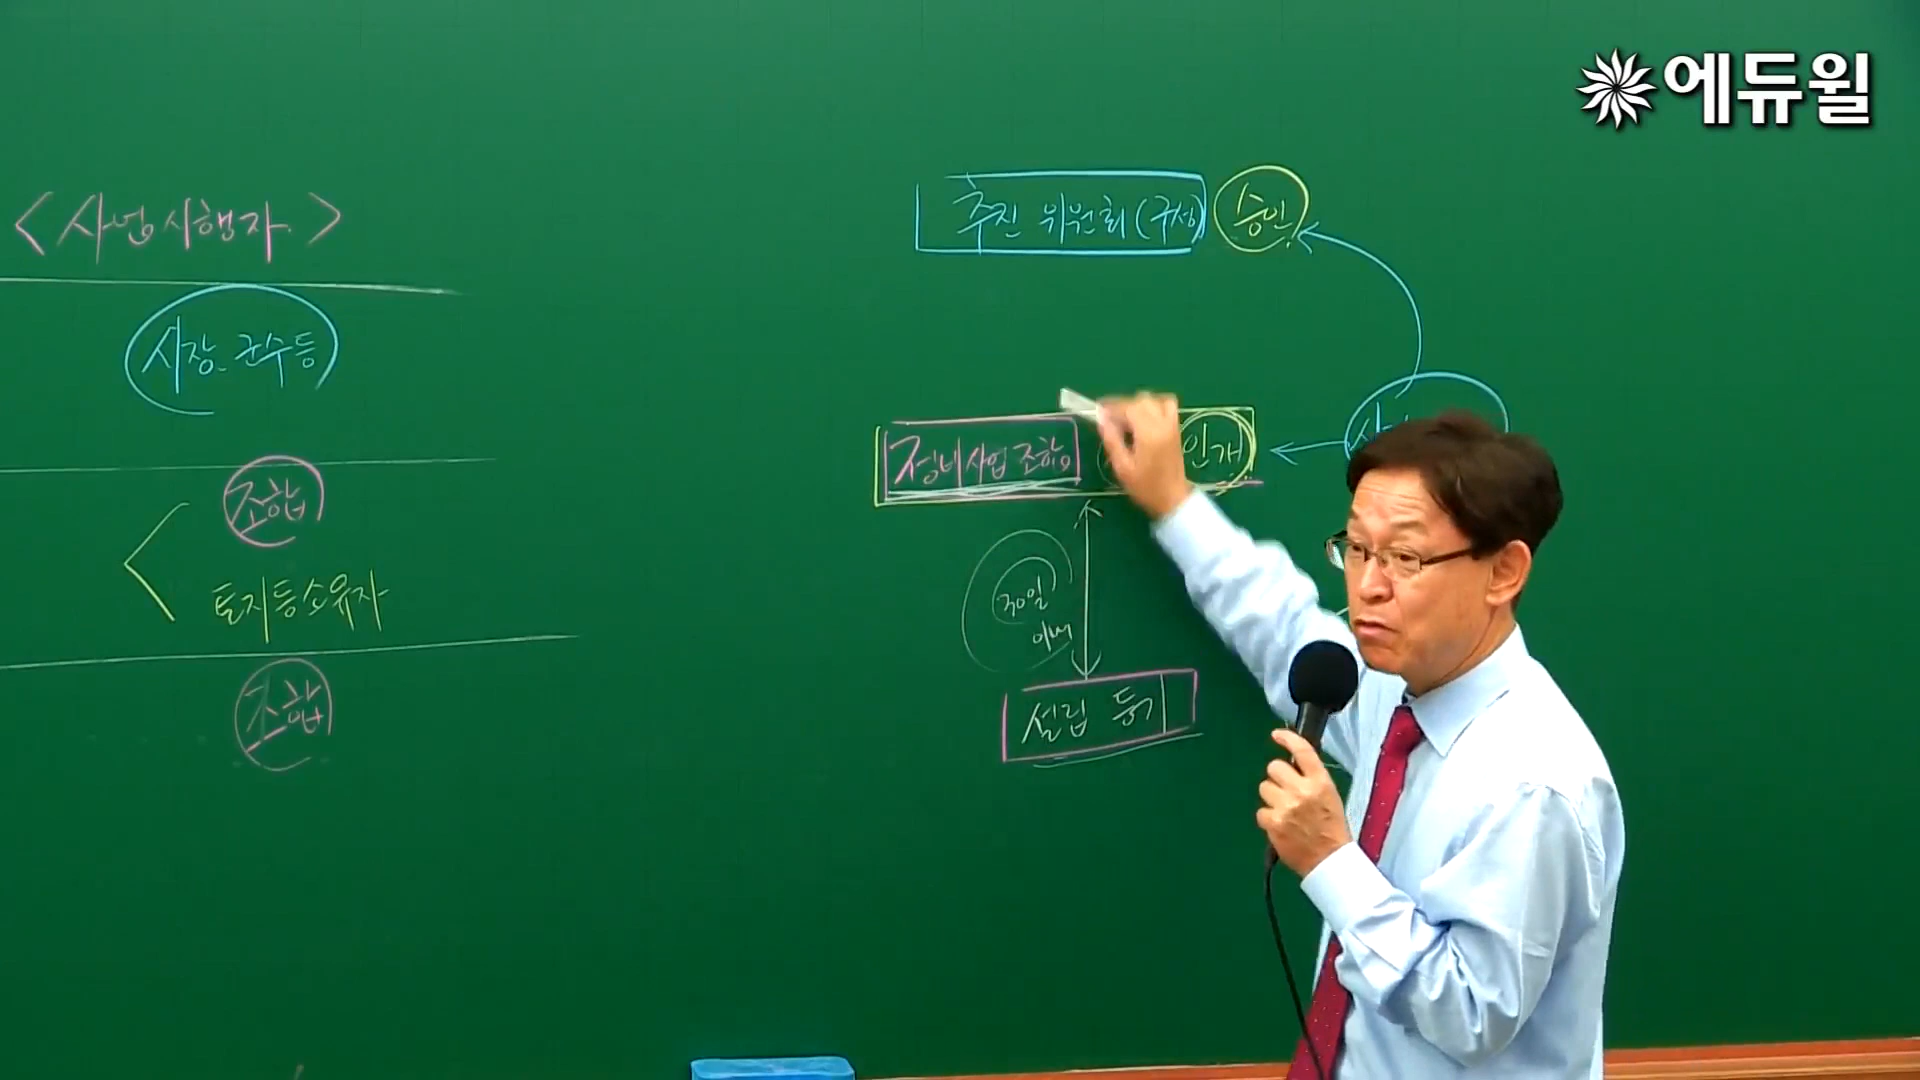 에듀윌
<사업시행자>
시장.군수등
조합
토지등소유자
조합
추진 위원회(구성) 승인
정비사업 조합 인가
30일
이내
설립 등기